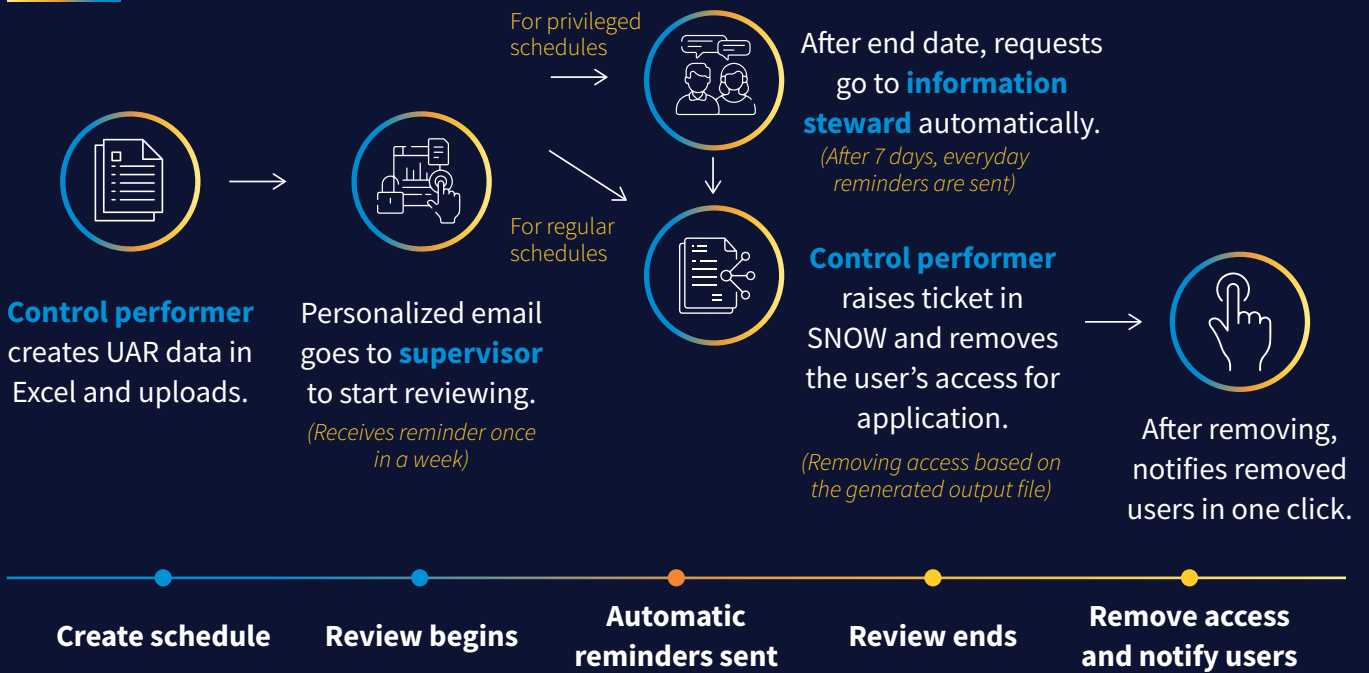 Control performer
creates UAR data in
Excel and uploads.
Personalized email
goes to supervisor
to start reviewing.
(Receives reminder once
in a week)
For privileged
schedules
For regular
schedules
After end date, requests
go to information
steward automatically.
(After 7 days, everyday
reminders are sent)
Control performer
raises ticket in
SNOW and removes
the user’s access for
application.
(Removing access based on
the generated output file)
After removing,
notifies removed
users in one click.
Create schedule
Review begins
Automatic
reminders sent
Review ends
Remove access
and notify users